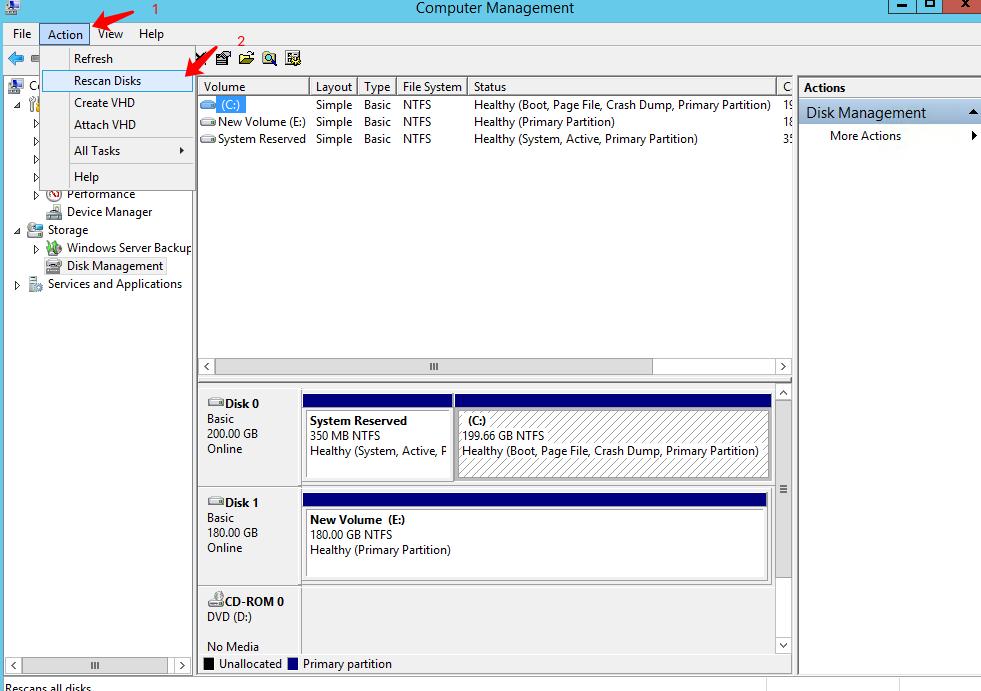 Computer Management
1
File Action View Help
2
Refresh
Rescan Disks
Create VHD
Attach VHD
All Tasks
Help
Performance
Device Manager
Storage
Windows Server Backup
Disk Management
Services and Applications
Volume Layout Type File System Status C
(C:) Simple Basic NTFS Healthy (Boot, Page File, Crash Dump, Primary Partition) 19
New Volume (E:) Simple Basic NTFS Healthy (Primary Partition) 18
System Reserved Simple Basic NTFS Healthy (System, Active, Primary Partition) 35
Actions
Disk Management
More Actions
Disk 0
Basic
200.00 GB
Online
System Reserved
350 MB NTFS
Healthy (System, Active, P
(C:)
199.66 GB NTFS
Healthy (Boot, Page File, Crash Dump, Primary Partition)
Disk 1
Basic
180.00 GB
Online
New Volume (E:)
180.00 GB NTFS
Healthy (Primary Partition)
CD-ROM 0
DVD (D:)
No Media
Unallocated Primary partition
Rescans all disks.